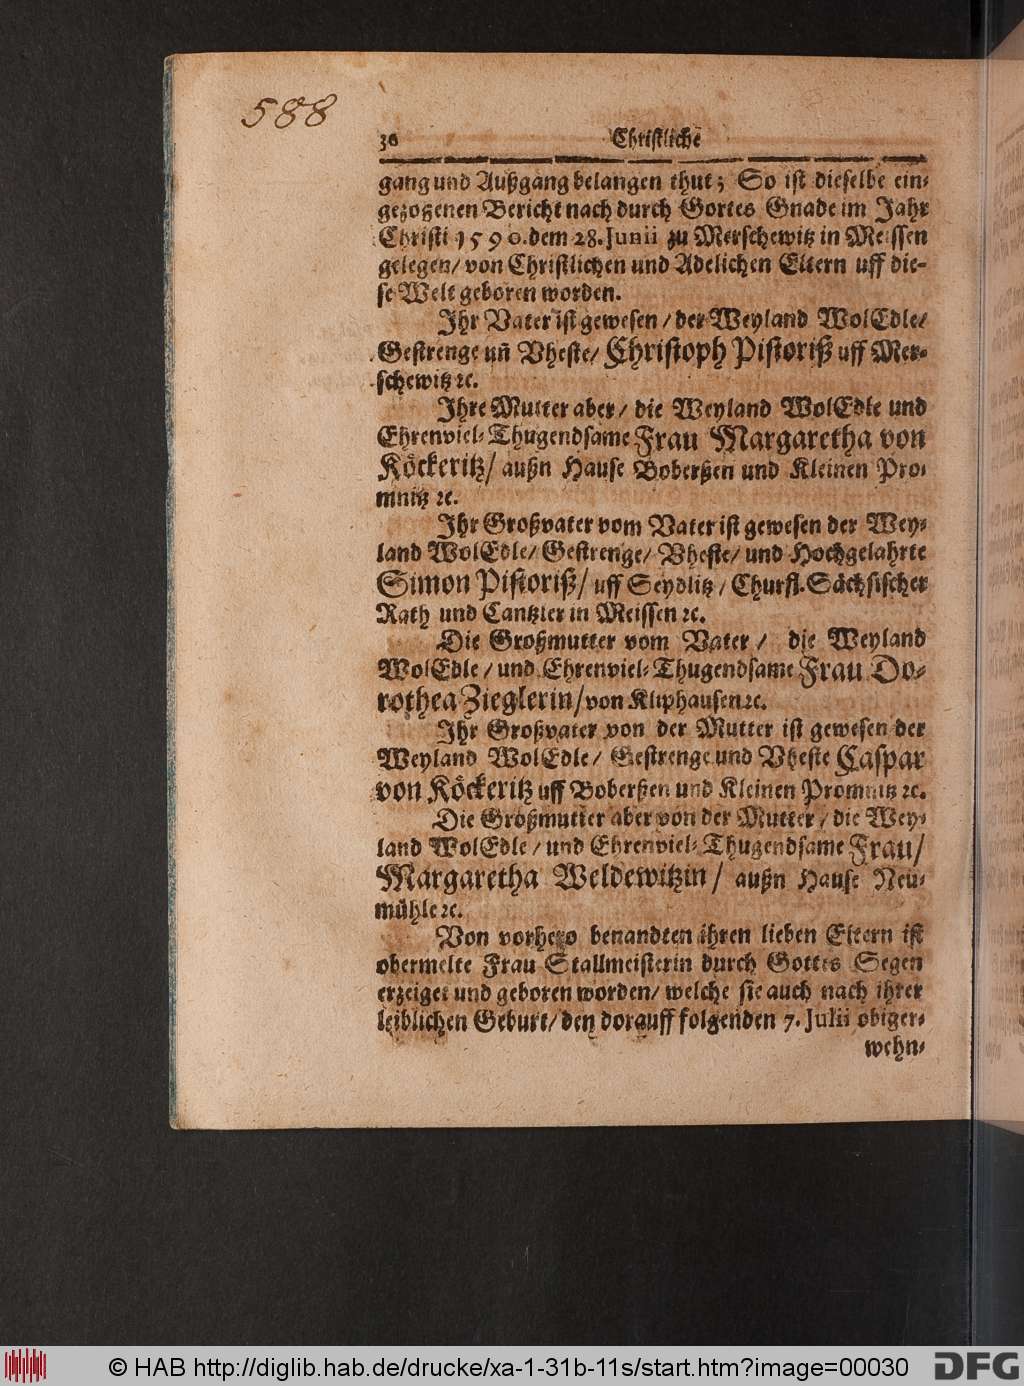 588
30 Christliche
gang und Außgang belangen thut; So ist dieselbe ein-
gezogenen Bericht nach durch Gottes Gnade im Jahr
Christi 1590. dem 28. Junii zu Merschewitz in Meissen
gelegen/ von Christlichen und Adelichen Eltern uff die-
se Welt geboren worden.
Ihr Vater ist gewesen / der Weyland WolEdle/
Gestrenge uñ Vheste/ Christoph Pistoriß uff Mer-
schewitz ꝛc.
Ihre Mutter aber/ die Weyland WolEdle und
Ehrenviel-Thugendsame Frau Margaretha von
Köckeritz/ außn Hause Boberßen und Kleinen Pro-
mnitz ꝛc.
Ihr Großvater vom Vater ist gewesen der Wey-
land WolEdle/ Gestrenge/ Vheste/ und Hochgelahrte
Simon Pistoriß/ uff Seydlitz / Churfl. Sächsischer
Rath und Cantzler in Meissen ꝛc.
Die Großmutter vom Vater / die Weyland
WolEdle / und Ehrenviel-Thugendsame Frau Do-
rothea Zieglerin/ von Kliphausen ꝛc.
Ihr Großvater von der Mutter ist gewesen der
Weyland WolEdle/ Gestrenge und Vheste Caspar
von Köckeritz uff Boberßen und Kleinen Promnitz ꝛc.
Die Großmutter aber von der Mutter / die Wey-
land WolEdle / und Ehrenviel-Thugendsame Frau/
Margaretha Weldewitzin/ außn Hause Neu-
mühle ꝛc.
Von vorhero benandten ihren lieben Eltern ist
obermelte Frau Stallmeisterin durch Gottes Segen
erzeiget und geboren worden/ welche sie auch nach ihrer
leiblichen Geburt/ den dorauff folgenden 7. Julii obiger-
wehn-
© HAB http://diglib.hab.de/drucke/xa-1-31b-11s/start.htm?image=00030 DFG